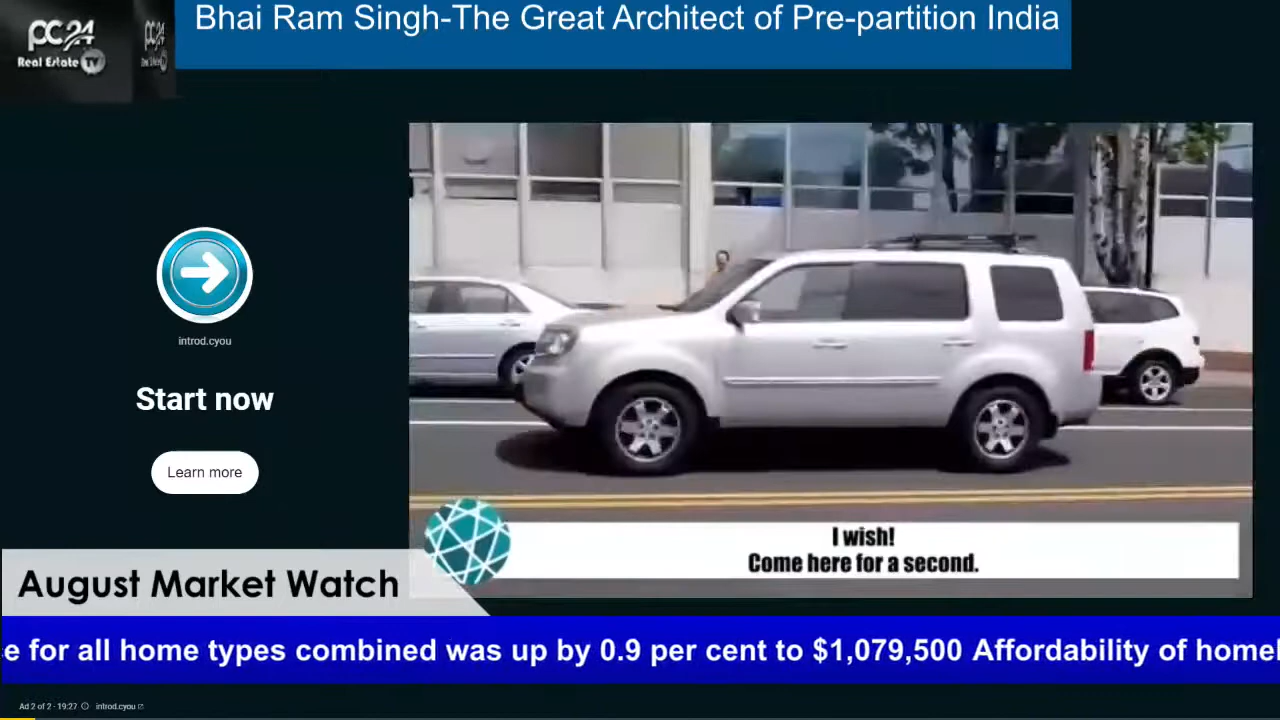 Bhai Ram Singh-The Great Architect of Pre-partition India
PC24
Real Estate TV
introd.cyou
Start now
Learn more
I wish!
Come here for a second.
August Market Watch
e for all home types combined was up by 0.9 per cent to $1,079,500 Affordability of home
Ad 2 of 2 · 19:27
introd.cyou